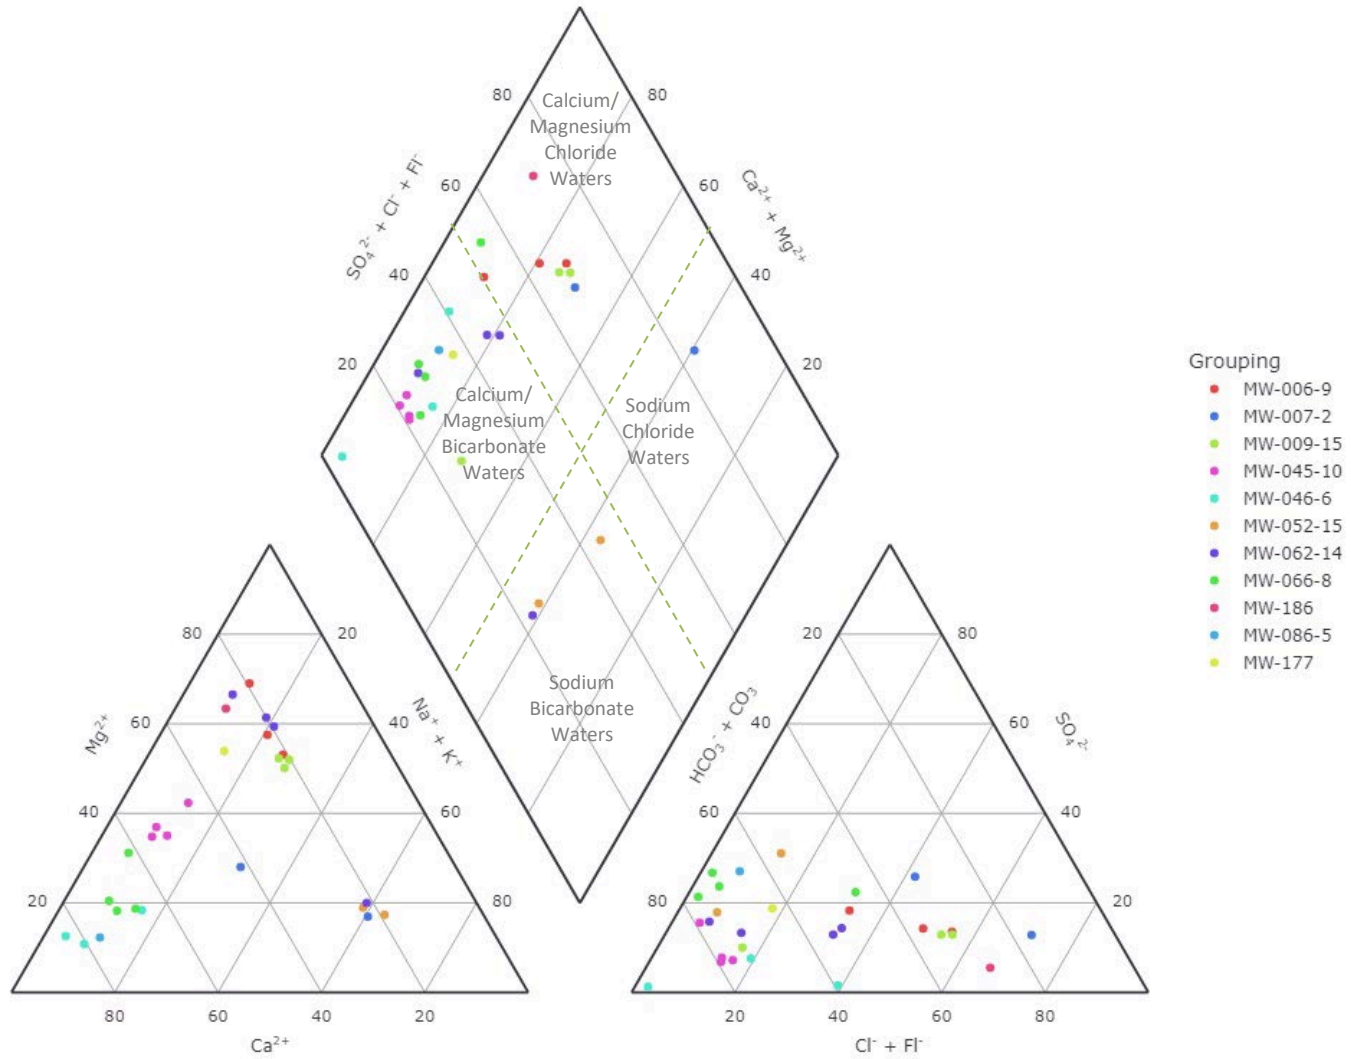 80
80
Calcium/
Magnesium
Chloride
Waters
60
60
SO₄²⁻ + Cl⁻ + Fl⁻
Ca²⁺ + Mg²⁺
40
40
20
20
Calcium/
Magnesium
Bicarbonate
Waters
Sodium
Chloride
Waters
Sodium
Bicarbonate
Waters
Grouping
MW-006-9
MW-007-2
MW-009-15
MW-045-10
MW-046-6
MW-052-15
MW-062-14
MW-066-8
MW-186
MW-086-5
MW-177
80
20
60
40
Mg²⁺
Na⁺ + K⁺
40
60
20
80
80
60
40
20
Ca²⁺
20
80
40
60
HCO₃⁻ + CO₃
SO₄²⁻
60
40
80
20
20
40
60
80
Cl⁻ + Fl⁻